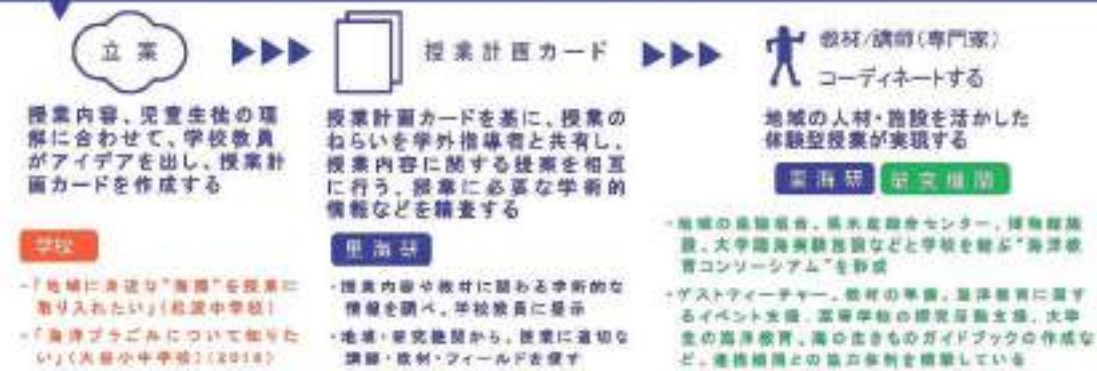 立案
授業計画カード
教材/講師(専門家)
コーディネートする
授業内容、児童生徒の理
解に合わせて、学校教員
がアイデアを出し、授業計
画カードを作成する
授業計画カードを基に、授業の
ねらいを学外指導者と共有し、
授業内容に関する提案を相互
に行う、授業に必要な学術的
情報などを精査する
地域の人材・施設を活かした
体験型授業が実現する
学校
里海研
里海研 研究機関
・「地域に身近な"海藻"を授業に
取り入れたい」(松波中学校)
・「海洋プラごみについて知りた
い」(大谷小中学校)(2018)
・授業内容や教材に関わる学術的な
情報を調べ、学校教員に提示
・地域・研究機関から、授業に適切な
講師・教材・フィールドを探す
・地域の漁協組合、県水産総合センター、博物館施
設、大学臨海実験施設などと学校を結ぶ"海洋教
育コンソーシアム"を形成
・ゲストティーチャー、教材の準備、海洋教育に関す
るイベント支援、高等学校の探究活動支援、大学
生の臨海教育、海の生きものガイドブックの作成な
ど、連携機関との協力体制を構築している